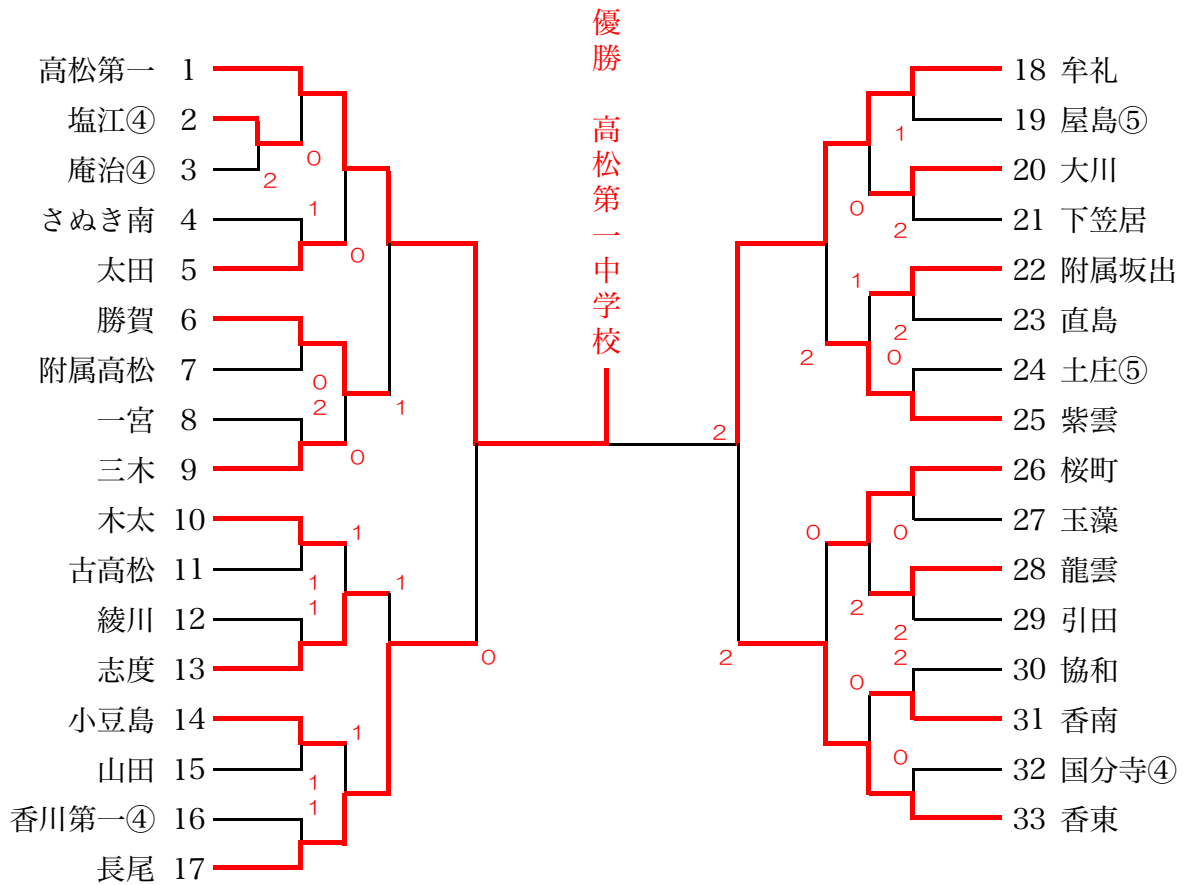 優勝 高松第一中学校
高松第一 1
塩江④ 2
庵治④ 3
さぬき南 4
太田 5
勝賀 6
附属高松 7
一宮 8
三木 9
木太 10
古高松 11
綾川 12
志度 13
小豆島 14
山田 15
香川第一④ 16
長尾 17
0
2
1
0
0
2
1
0
1
1
1
1
0
1
1
1
18 牟礼
19 屋島⑤
20 大川
21 下笠居
22 附属坂出
23 直島
24 土庄⑤
25 紫雲
26 桜町
27 玉藻
28 龍雲
29 引田
30 協和
31 香南
32 国分寺④
33 香東
1
0
2
1
2
0
2
2
0
0
2
2
2
2
0
0